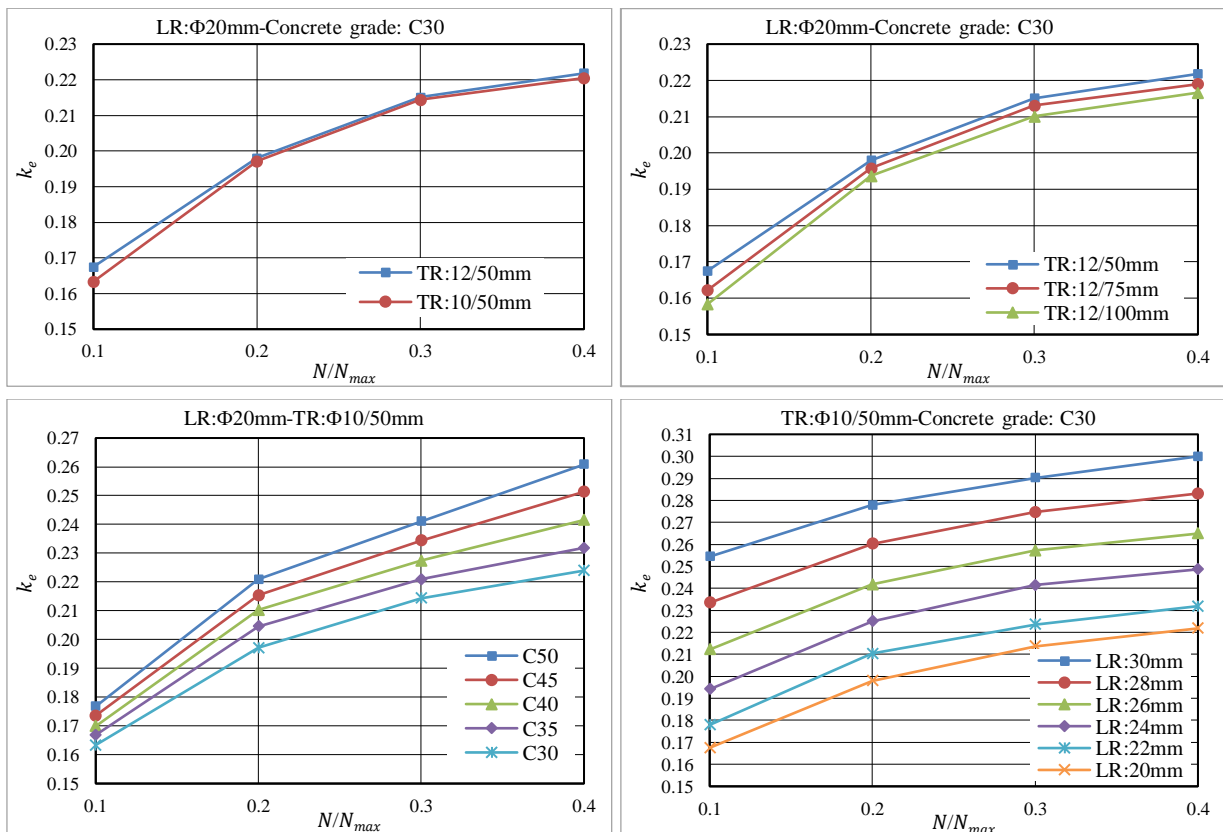 LR:Φ20mm-Concrete grade: C30
0.23
0.22
0.21
0.20
0.19
0.18
0.17
0.16
0.15
k_e
TR:12/50mm
TR:10/50mm
0.1 0.2 0.3 0.4
N/N_max
LR:Φ20mm-Concrete grade: C30
0.23
0.22
0.21
0.20
0.19
0.18
0.17
0.16
0.15
k_e
TR:12/50mm
TR:12/75mm
TR:12/100mm
0.1 0.2 0.3 0.4
N/N_max
LR:Φ20mm-TR:Φ10/50mm
0.27
0.26
0.25
0.24
0.23
0.22
0.21
0.20
0.19
0.18
0.17
0.16
0.15
k_e
C50
C45
C40
C35
C30
0.1 0.2 0.3 0.4
N/N_max
TR:Φ10/50mm-Concrete grade: C30
0.31
0.30
0.29
0.28
0.27
0.26
0.25
0.24
0.23
0.22
0.21
0.20
0.19
0.18
0.17
0.16
0.15
k_e
LR:30mm
LR:28mm
LR:26mm
LR:24mm
LR:22mm
LR:20mm
0.1 0.2 0.3 0.4
N/N_max